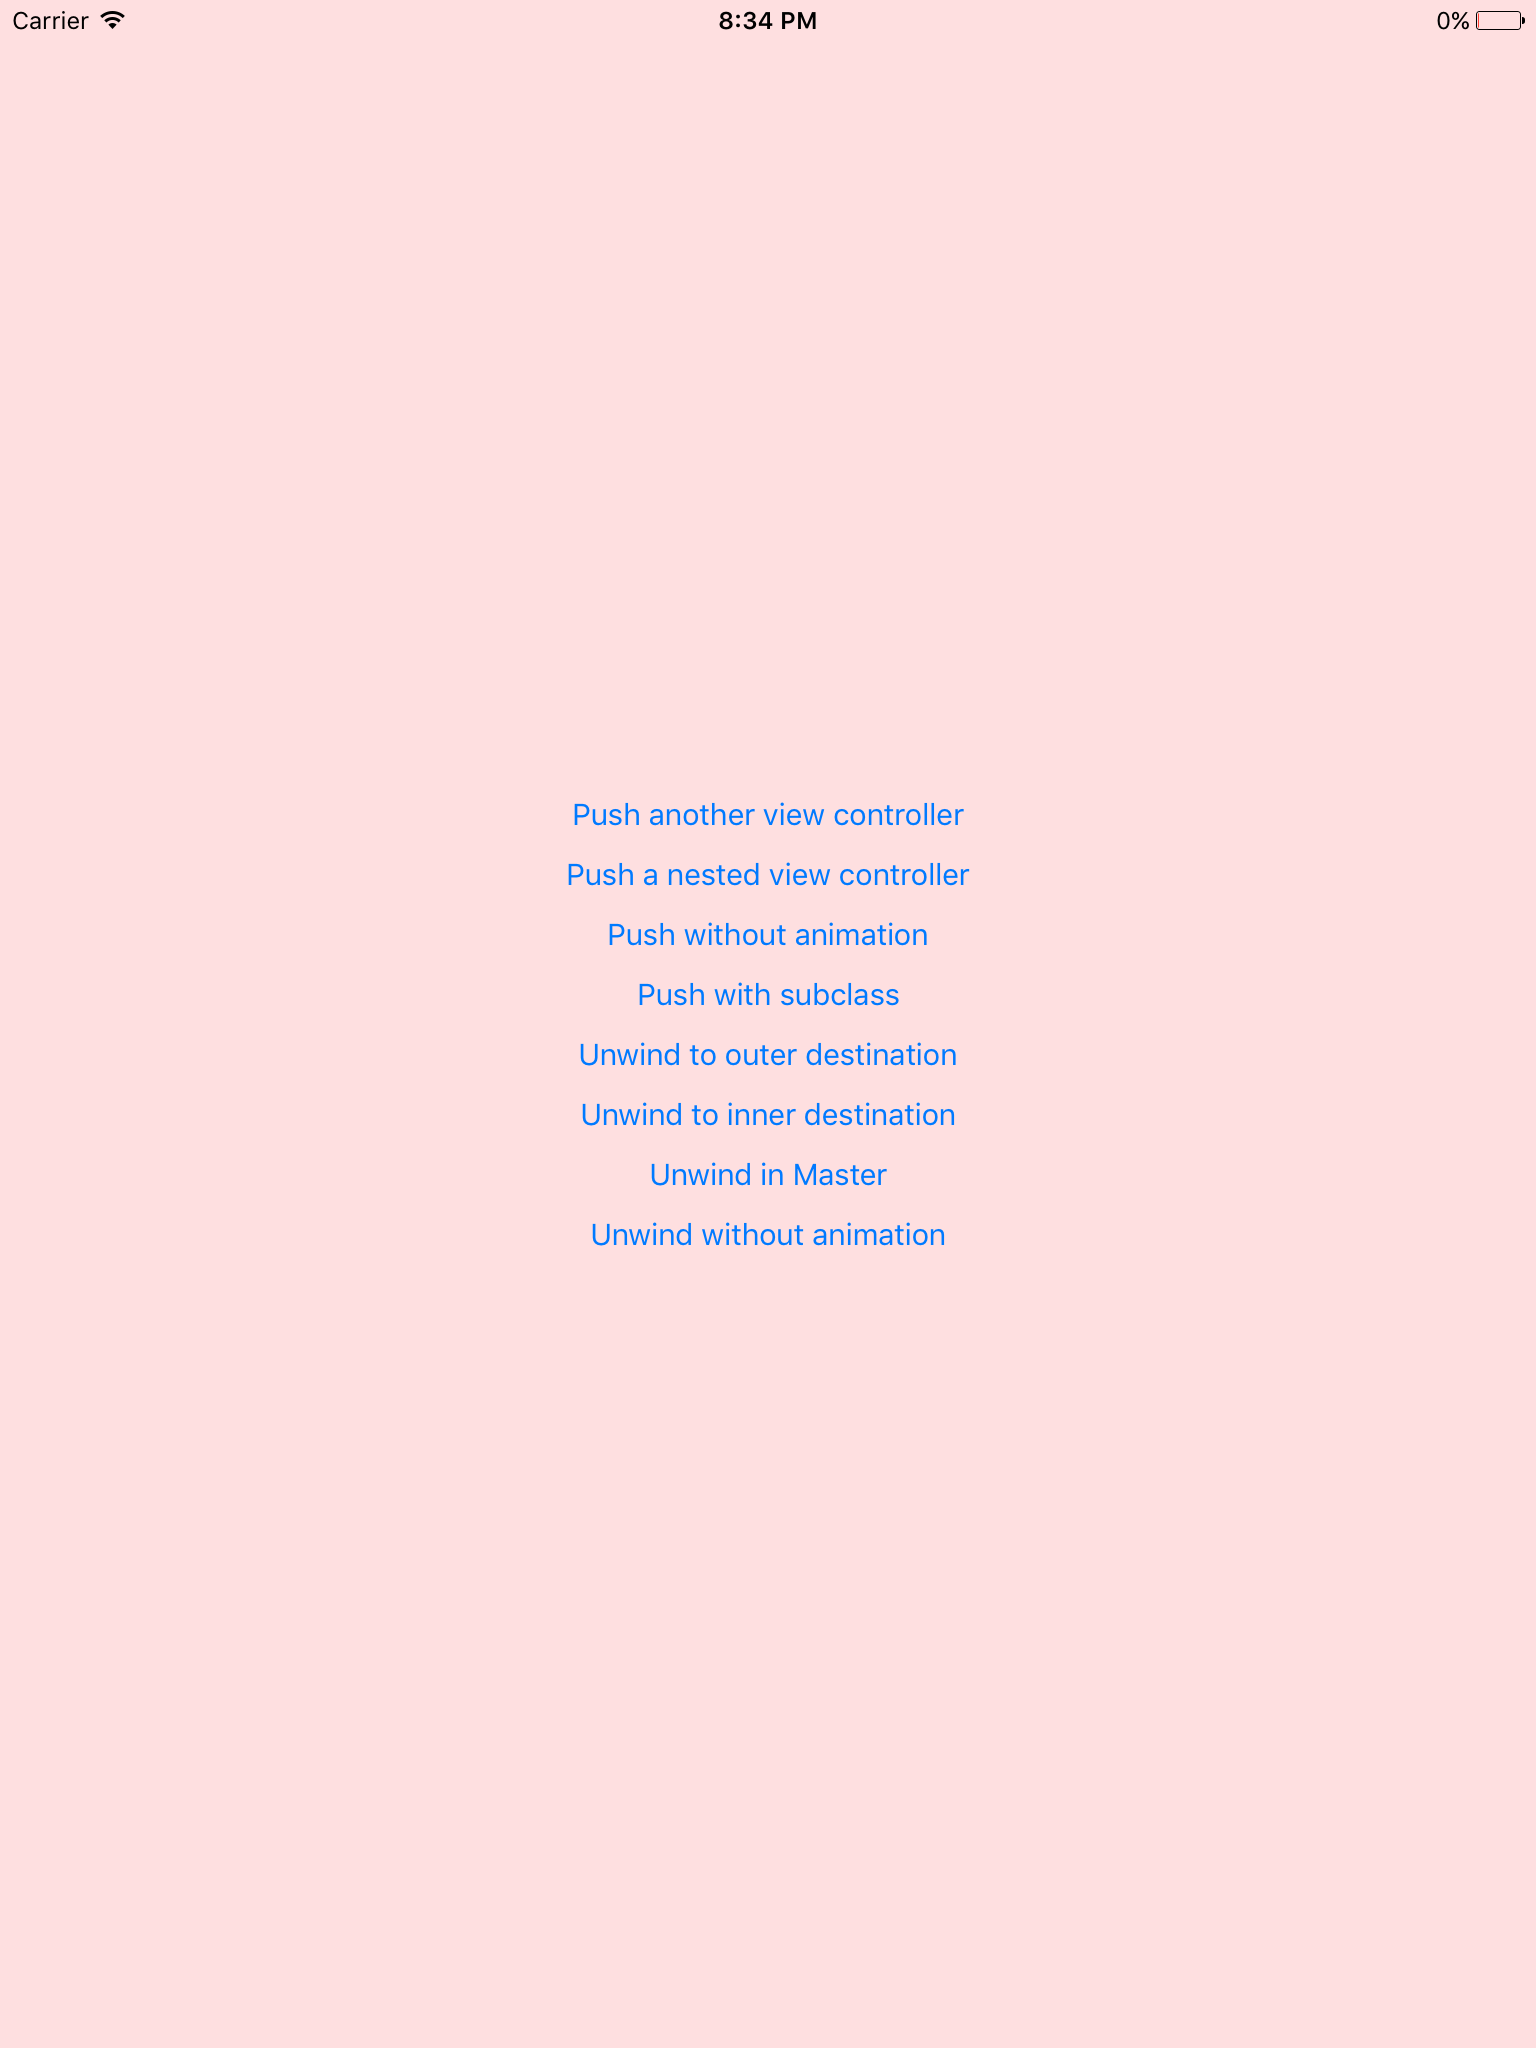 Carrier 8:34 PM 0%
Push another view controller
Push a nested view controller
Push without animation
Push with subclass
Unwind to outer destination
Unwind to inner destination
Unwind in Master
Unwind without animation